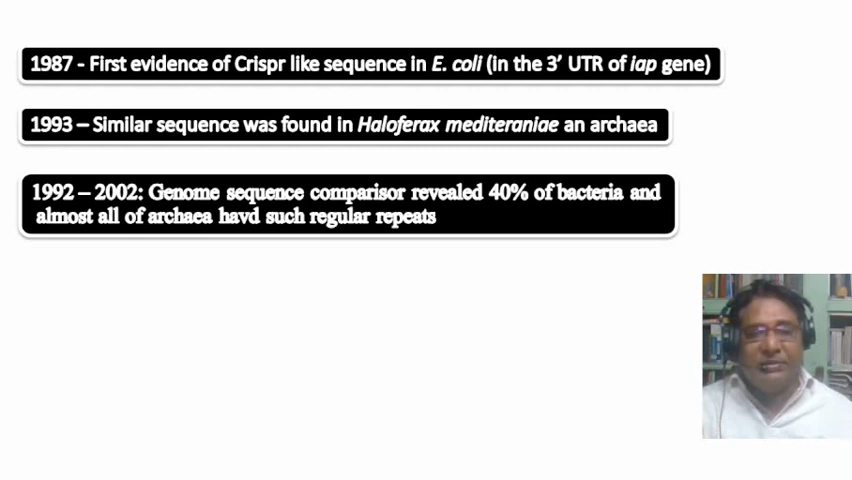 1987 - First evidence of Crispr like sequence in E. coli (in the 3’ UTR of iap gene)
1993 – Similar sequence was found in Haloferax mediteraniae an archaea
1992 – 2002: Genome sequence comparisor revealed 40% of bacteria and
almost all of archaea havd such regular repeats